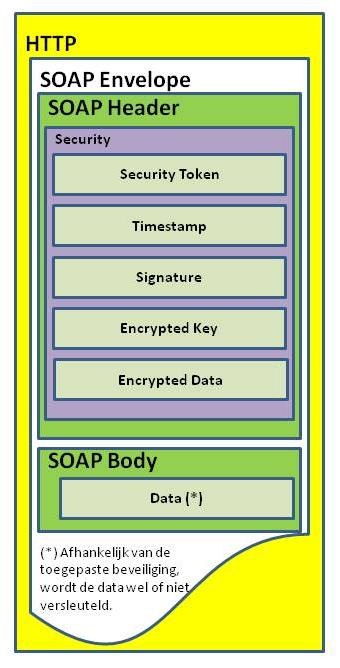 HTTP
SOAP Envelope
SOAP Header
Security
Security Token
Timestamp
Signature
Encrypted Key
Encrypted Data
SOAP Body
Data (*)
(*) Afhankelijk van de
toegepaste beveiliging,
wordt de data wel of niet
versleuteld.